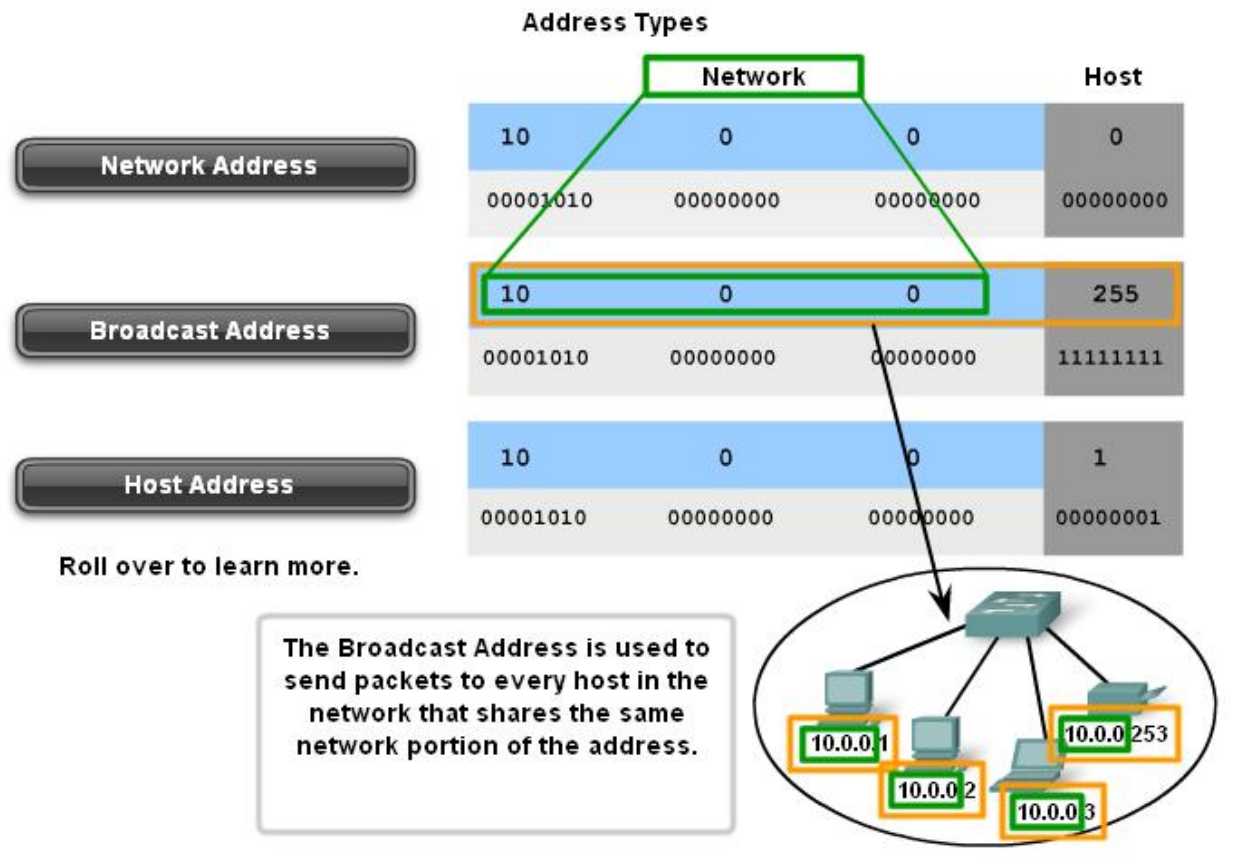 Address Types
Network Host
Network Address
10 0 0 0
00001010 00000000 00000000 00000000
Broadcast Address
10 0 0 255
00001010 00000000 00000000 11111111
Host Address
10 0 0 1
00001010 00000000 00000000 00000001
Roll over to learn more.
The Broadcast Address is used to
send packets to every host in the
network that shares the same
network portion of the address.
10.0.0.1
10.0.0.2
10.0.0.3
10.0.0.253